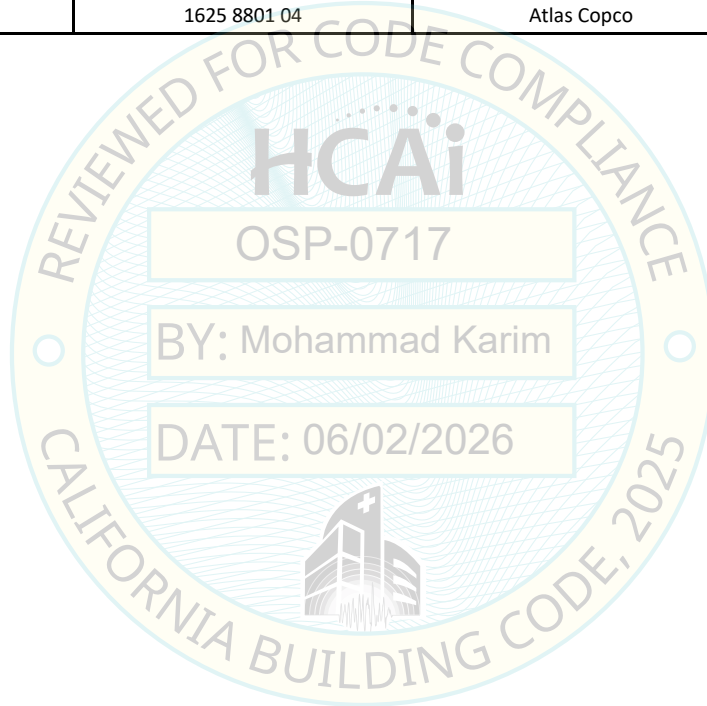 1625 8801 04 Atlas Copco
REVIEWED FOR CODE COMPLIANCE
HCAi
OSP-0717
BY: Mohammad Karim
DATE: 06/02/2026
CALIFORNIA BUILDING CODE, 2025